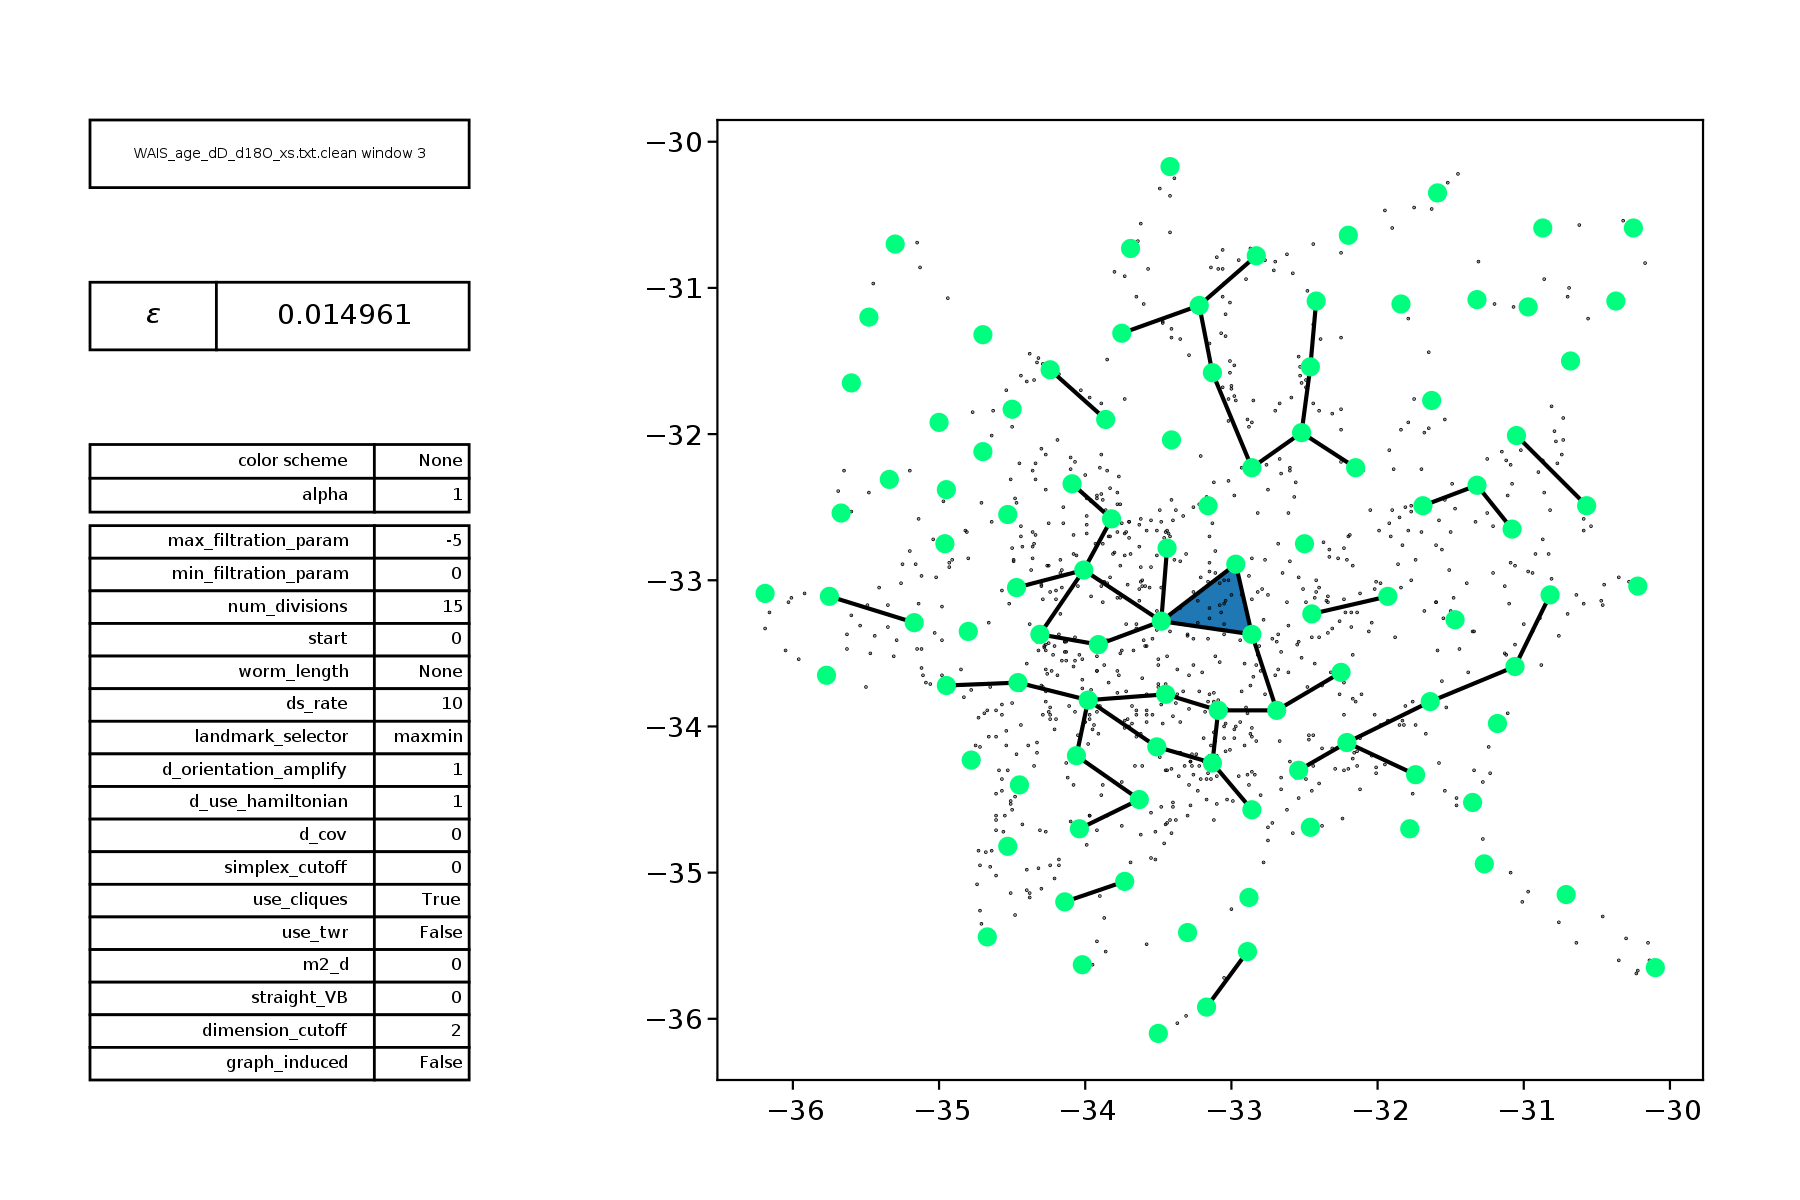 WAIS_age_dD_d18O_xs.txt.clean window 3
ε 0.014961
color scheme None
alpha 1
max_filtration_param -5
min_filtration_param 0
num_divisions 15
start 0
worm_length None
ds_rate 10
landmark_selector maxmin
d_orientation_amplify 1
d_use_hamiltonian 1
d_cov 0
simplex_cutoff 0
use_cliques True
use_twr False
m2_d 0
straight_VB 0
dimension_cutoff 2
graph_induced False
−30
−31
−32
−33
−34
−35
−36
−36 −35 −34 −33 −32 −31 −30